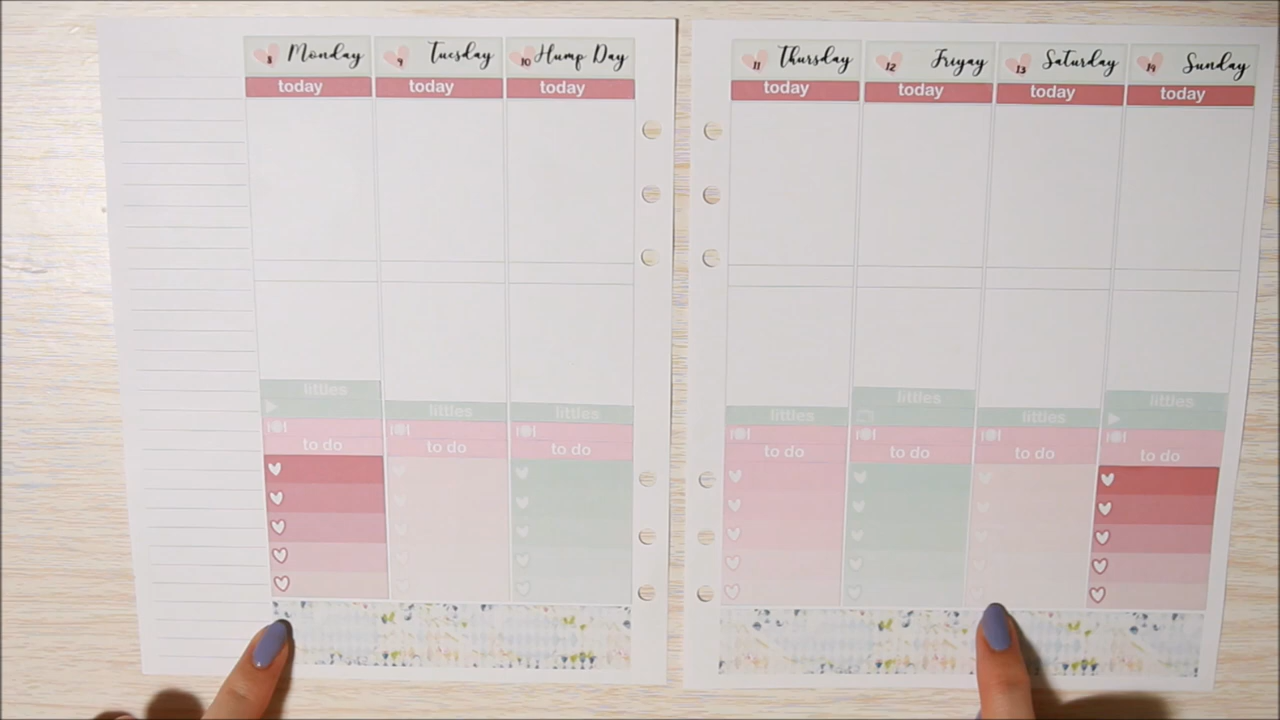 8 Monday
9 Tuesday
10 Hump Day
11 Thursday
12 Friyay
13 Saturday
14 Sunday
today
today
today
today
today
today
today
littles
littles
littles
littles
littles
littles
littles
to do
to do
to do
to do
to do
to do
to do